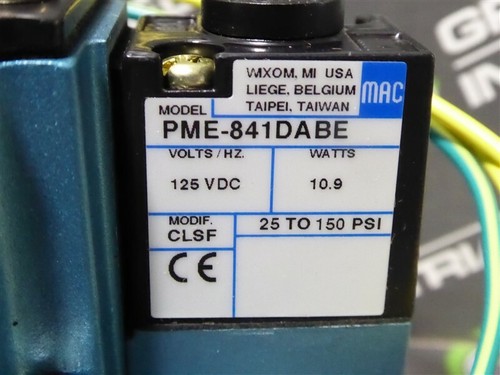 WIXOM, MI USA
LIEGE, BELGIUM
TAIPEI, TAIWAN
MAC
MODEL
PME-841DABE
VOLTS/HZ.
WATTS
125 VDC
10.9
MODIF.
CLSF
25 TO 150 PSI
CE